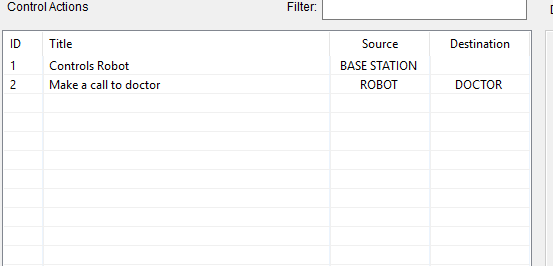 Control Actions Filter:
ID Title Source Destination
1 Controls Robot BASE STATION
2 Make a call to doctor ROBOT DOCTOR